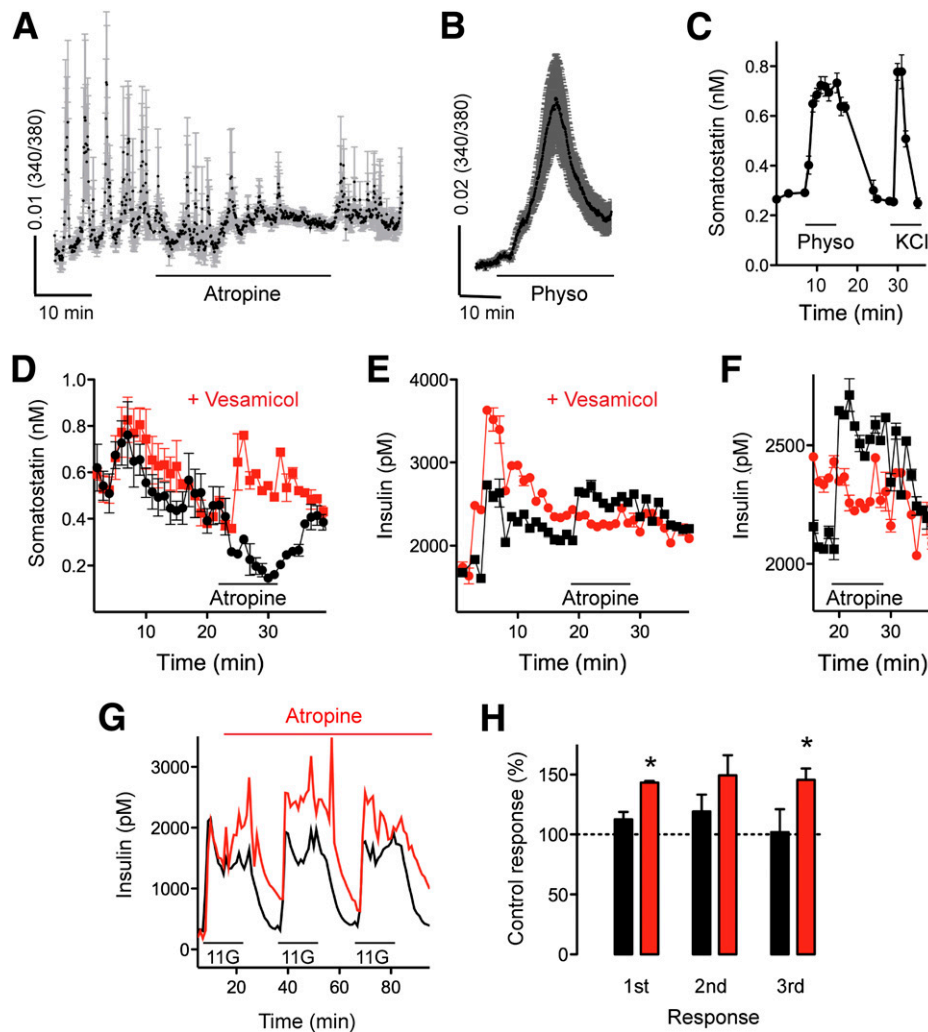 A
0.01 (340/380)
10 min
Atropine
B
0.02 (340/380)
10 min
Physo
C
Somatostatin (nM)
0.8
0.6
0.4
0.2
0.0
Physo
KCl
10 20 30
Time (min)
D
Somatostatin (nM)
1.0
0.8
0.6
0.4
0.2
+ Vesamicol
Atropine
10 20 30
Time (min)
E
Insulin (pM)
4000
3000
2000
+ Vesamicol
Atropine
10 20 30
Time (min)
F
Insulin (pM)
2500
2000
Atropine
20 30
Time (min)
G
Atropine
Insulin (pM)
3000
2000
1000
0
11G 11G 11G
20 40 60 80
Time (min)
H
Control response (%)
150
100
50
0
* *
1st 2nd 3rd
Response